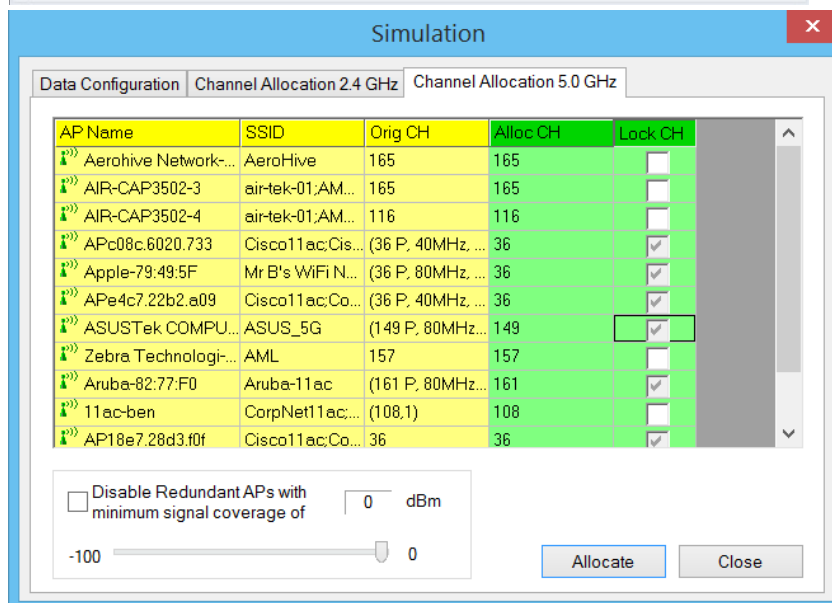 Simulation
Data Configuration Channel Allocation 2.4 GHz Channel Allocation 5.0 GHz
AP Name SSID Orig CH Alloc CH Lock CH
Aerohive Network-... AeroHive 165 165
AIR-CAP3502-3 air-tek-01;AM... 165 165
AIR-CAP3502-4 air-tek-01;AM... 116 116
APc08c.6020.733 Cisco11ac;Cis... (36 P, 40MHz, ... 36
Apple-79:49:5F Mr B's WiFi N... (36 P, 80MHz, ... 36
APe4c7.22b2.a09 Cisco11ac;Co... (36 P, 40MHz, ... 36
ASUSTek COMPU... ASUS_5G (149 P, 80MHz... 149
Zebra Technologi-... AML 157 157
Aruba-82:77:F0 Aruba-11ac (161 P, 80MHz... 161
11ac-ben CorpNet11ac;... (108,1) 108
AP18e7.28d3.f0f Cisco11ac;Co... 36 36
Disable Redundant APs with
minimum signal coverage of 0 dBm
-100 0
Allocate Close